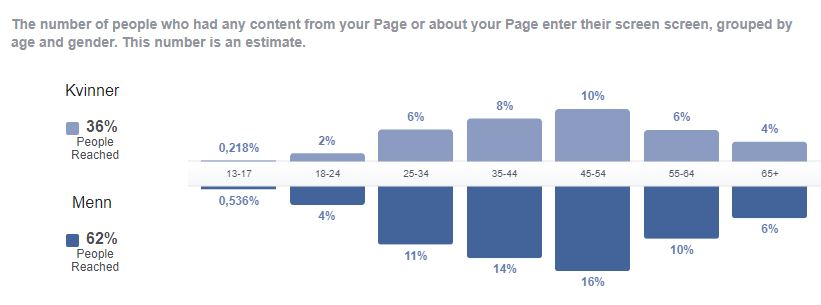 The number of people who had any content from your Page or about your Page enter their screen screen, grouped by
age and gender. This number is an estimate.
Kvinner
36%
People
Reached
0,218% 2% 6% 8% 10% 6% 4%
13-17 18-24 25-34 35-44 45-54 55-64 65+
Menn
62%
People
Reached
0,536% 4% 11% 14% 16% 10% 6%